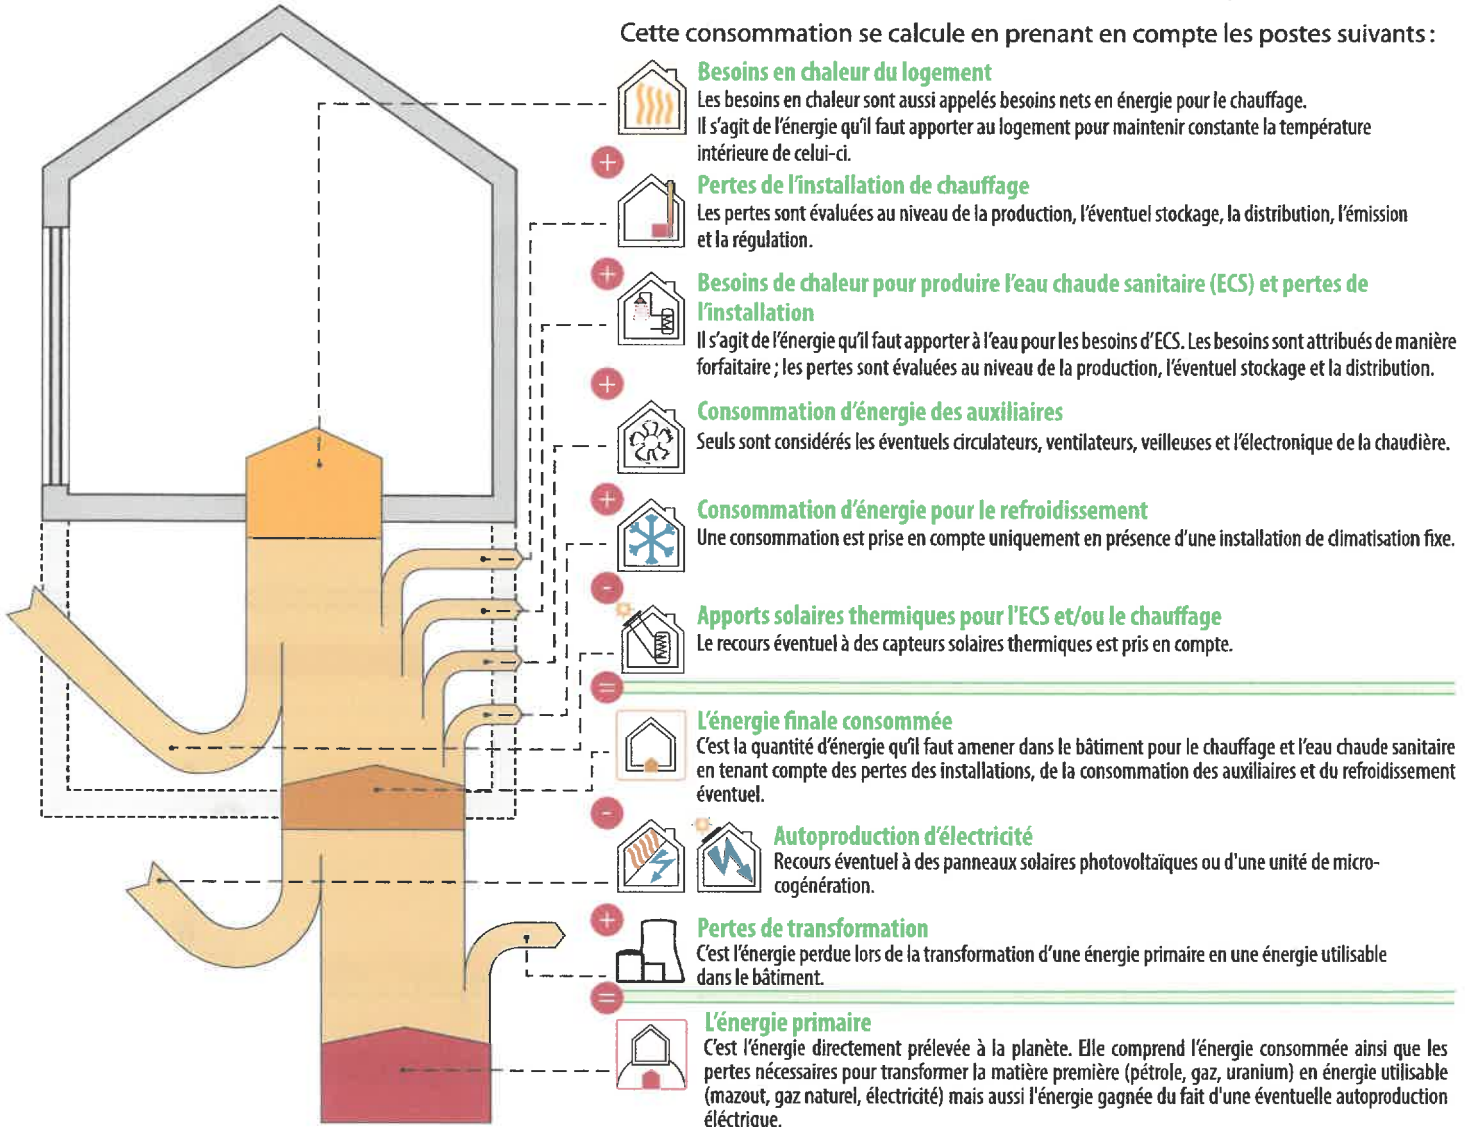 Cette consommation se calcule en prenant en compte les postes suivants :
Besoins en chaleur du logement
Les besoins en chaleur sont aussi appelés besoins nets en énergie pour le chauffage.
Il s'agit de l'énergie qu'il faut apporter au logement pour maintenir constante la température
intérieure de celui-ci.
+
Pertes de l'installation de chauffage
Les pertes sont évaluées au niveau de la production, l'éventuel stockage, la distribution, l'émission
et la régulation.
+
Besoins de chaleur pour produire l'eau chaude sanitaire (ECS) et pertes de
l'installation
Il s'agit de l'énergie qu'il faut apporter à l'eau pour les besoins d'ECS. Les besoins sont attribués de manière
forfaitaire ; les pertes sont évaluées au niveau de la production, l'éventuel stockage et la distribution.
+
Consommation d'énergie des auxiliaires
Seuls sont considérés les éventuels circulateurs, ventilateurs, veilleuses et l'électronique de la chaudière.
+
Consommation d'énergie pour le refroidissement
Une consommation est prise en compte uniquement en présence d'une installation de climatisation fixe.
-
Apports solaires thermiques pour l'ECS et/ou le chauffage
Le recours éventuel à des capteurs solaires thermiques est pris en compte.
=
L'énergie finale consommée
C'est la quantité d'énergie qu'il faut amener dans le bâtiment pour le chauffage et l'eau chaude sanitaire
en tenant compte des pertes des installations, de la consommation des auxiliaires et du refroidissement
éventuel.
-
Autoproduction d'électricité
Recours éventuel à des panneaux solaires photovoltaïques ou d'une unité de micro-
cogénération.
+
Pertes de transformation
C'est l'énergie perdue lors de la transformation d'une énergie primaire en une énergie utilisable
dans le bâtiment.
=
L'énergie primaire
C'est l'énergie directement prélevée à la planète. Elle comprend l'énergie consommée ainsi que les
pertes nécessaires pour transformer la matière première (pétrole, gaz, uranium) en énergie utilisable
(mazout, gaz naturel, électricité) mais aussi l'énergie gagnée du fait d'une éventuelle autoproduction
éléctrique.